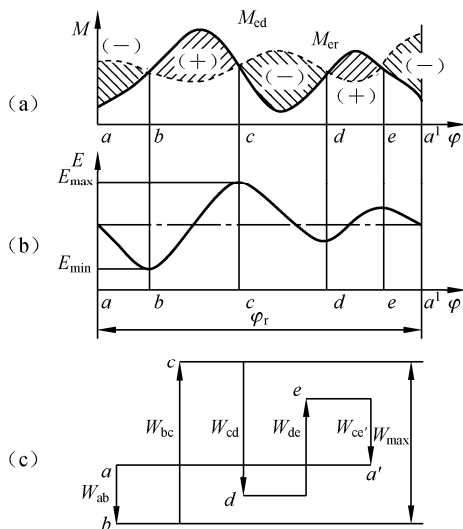 M
M_ed
M_er
(−)
(+)
(−)
(+)
(−)
(a)
a b c d e a¹ φ
E
E_max
(b)
E_min
a b c d e a¹ φ
φ_r
c
e
W_bc W_cd W_de W_ce' W_max
(c)
a
a'
W_ab
d
b